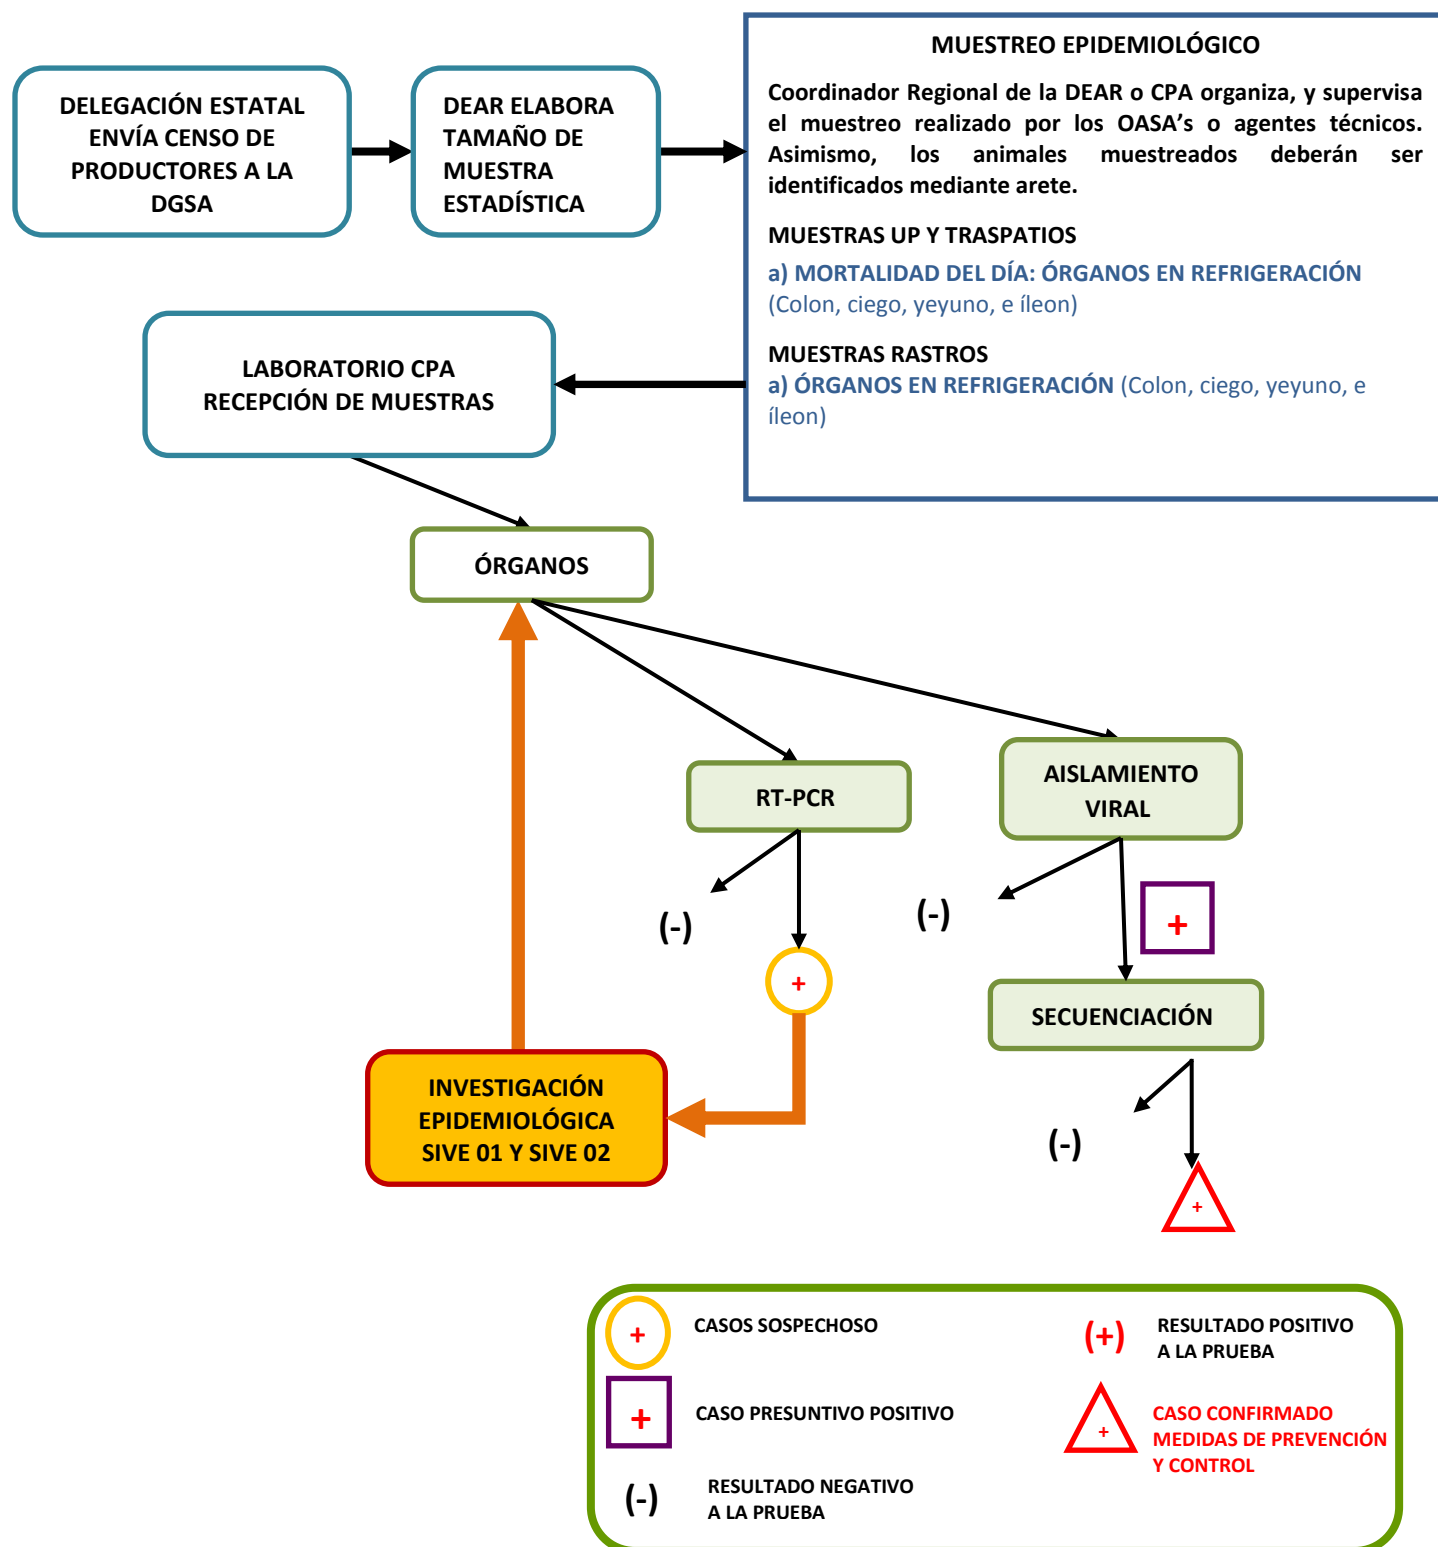 DELEGACIÓN ESTATAL
ENVÍA CENSO DE
PRODUCTORES A LA
DGSA
DEAR ELABORA
TAMAÑO DE
MUESTRA
ESTADÍSTICA
MUESTREO EPIDEMIOLÓGICO
Coordinador Regional de la DEAR o CPA organiza, y supervisa
el muestreo realizado por los OASA's o agentes técnicos.
Asimismo, los animales muestreados deberán ser
identificados mediante arete.
MUESTRAS UP Y TRASPATIOS
a) MORTALIDAD DEL DÍA: ÓRGANOS EN REFRIGERACIÓN
(Colon, ciego, yeyuno, e íleon)
MUESTRAS RASTROS
a) ÓRGANOS EN REFRIGERACIÓN (Colon, ciego, yeyuno, e
íleon)
LABORATORIO CPA
RECEPCIÓN DE MUESTRAS
ÓRGANOS
RT-PCR
AISLAMIENTO
VIRAL
(-)
(-)
+
+
SECUENCIACIÓN
INVESTIGACIÓN
EPIDEMIOLÓGICA
SIVE 01 Y SIVE 02
(-)
+
+
CASOS SOSPECHOSO
(+)
RESULTADO POSITIVO
A LA PRUEBA
+
CASO PRESUNTIVO POSITIVO
+
CASO CONFIRMADO
MEDIDAS DE PREVENCIÓN
Y CONTROL
(-)
RESULTADO NEGATIVO
A LA PRUEBA